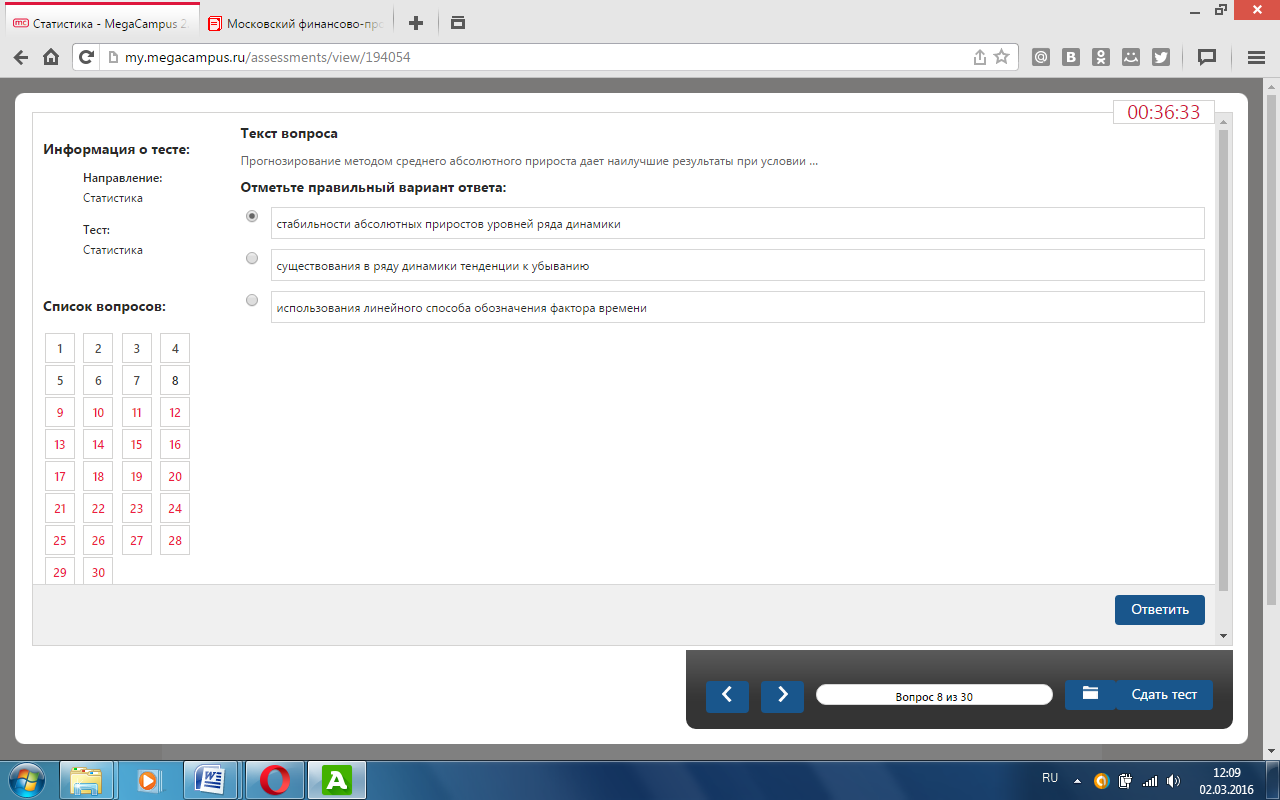 Статистика - MegaCampus 2.
Московский финансово-пр
my.megacampus.ru/assessments/view/194054
00:36:33
Информация о тесте:
Направление:
Статистика
Тест:
Статистика
Список вопросов:
1 2 3 4
5 6 7 8
9 10 11 12
13 14 15 16
17 18 19 20
21 22 23 24
25 26 27 28
29 30
Текст вопроса
Прогнозирование методом среднего абсолютного прироста дает наилучшие результаты при условии ...
Отметьте правильный вариант ответа:
стабильности абсолютных приростов уровней ряда динамики
существования в ряду динамики тенденции к убыванию
использования линейного способа обозначения фактора времени
Ответить
Вопрос 8 из 30
Сдать тест
RU
12:09
02.03.2016